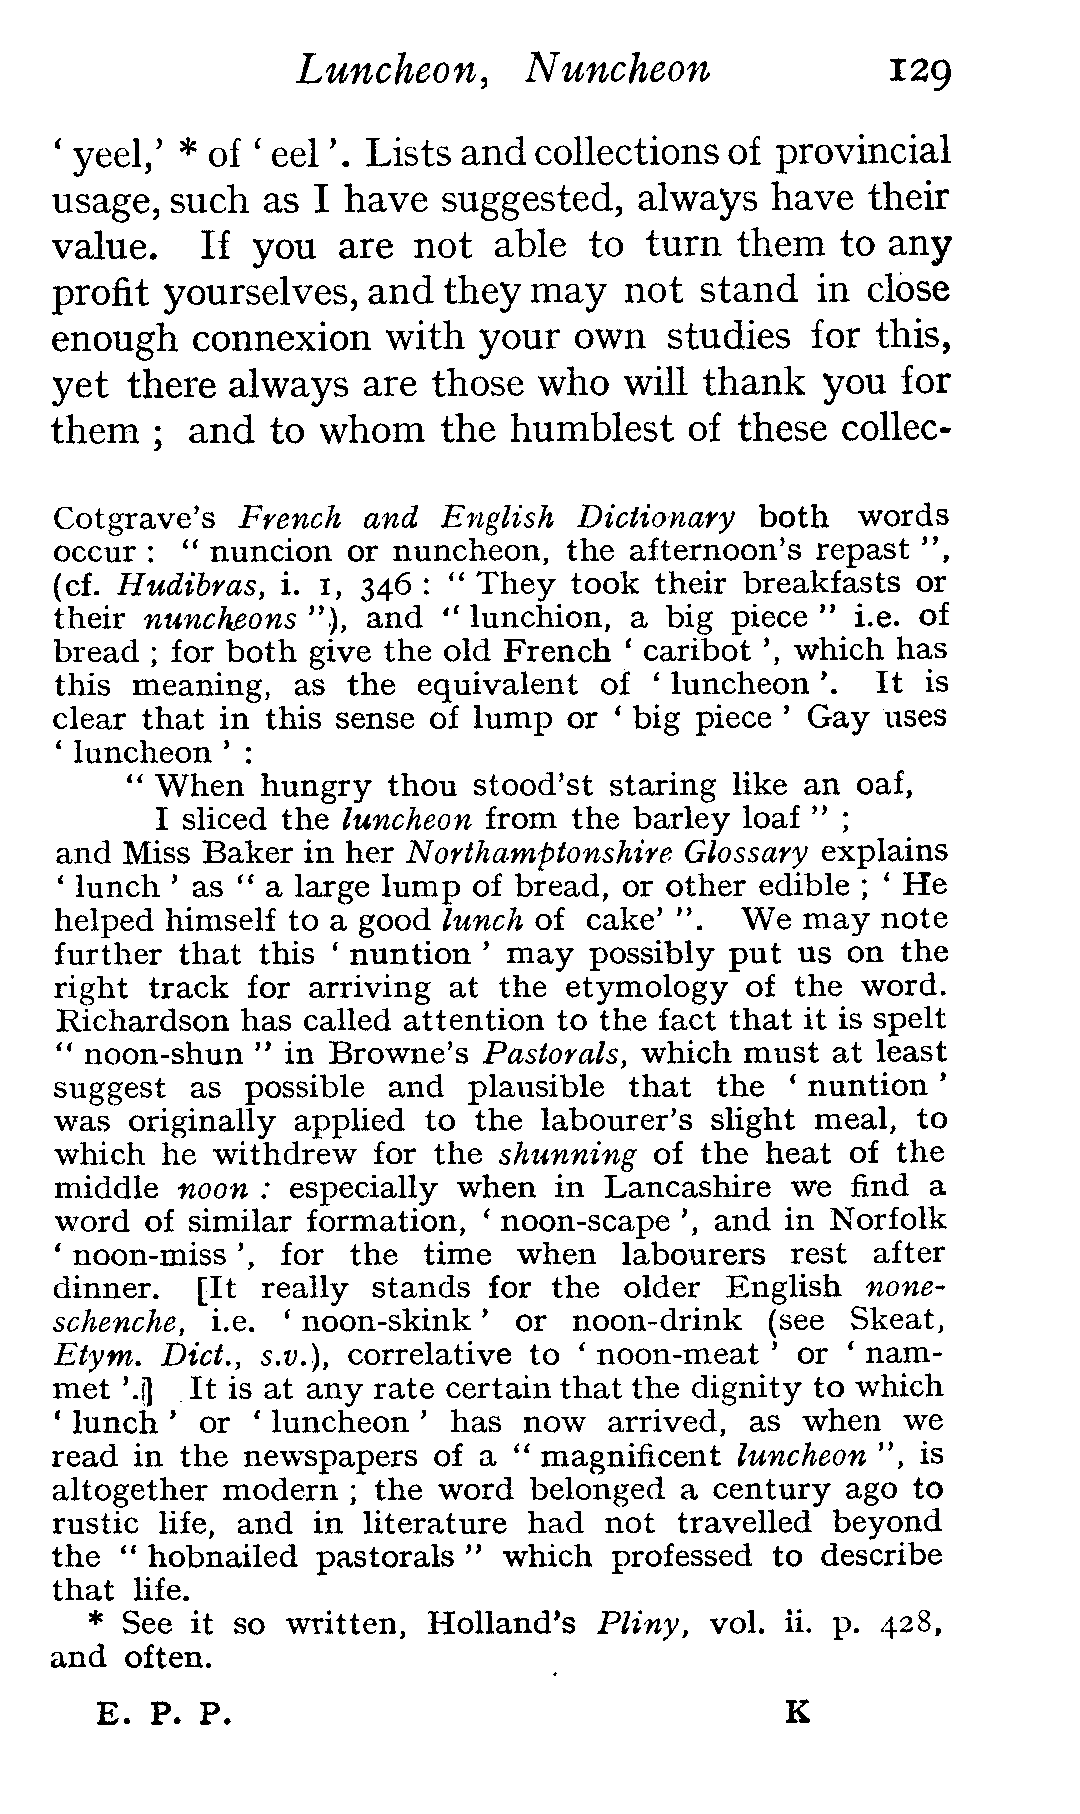 Luncheon, Nuncheon 129
‘ yeel,’ * of ‘ eel ’. Lists and collections of provincial
usage, such as I have suggested, always have their
value. If you are not able to turn them to any
profit yourselves, and they may not stand in close
enough connexion with your own studies for this,
yet there always are those who will thank you for
them ; and to whom the humblest of these collec-
Cotgrave's French and English Dictionary both words
occur : “ nuncion or nuncheon, the afternoon's repast ”,
(cf. Hudibras, i. 1, 346 : “ They took their breakfasts or
their nuncheons ”), and “ lunchion, a big piece ” i.e. of
bread ; for both give the old French ‘ caribot ’, which has
this meaning, as the equivalent of ‘ luncheon ’. It is
clear that in this sense of lump or ‘ big piece ’ Gay uses
‘ luncheon ’ :
“ When hungry thou stood'st staring like an oaf,
I sliced the luncheon from the barley loaf ” ;
and Miss Baker in her Northamptonshire Glossary explains
‘ lunch ’ as “ a large lump of bread, or other edible ; ‘ He
helped himself to a good lunch of cake’ ”. We may note
further that this ‘ nuntion ’ may possibly put us on the
right track for arriving at the etymology of the word.
Richardson has called attention to the fact that it is spelt
“ noon-shun ” in Browne's Pastorals, which must at least
suggest as possible and plausible that the ‘ nuntion ’
was originally applied to the labourer's slight meal, to
which he withdrew for the shunning of the heat of the
middle noon : especially when in Lancashire we find a
word of similar formation, ‘ noon-scape ’, and in Norfolk
‘ noon-miss ’, for the time when labourers rest after
dinner. [It really stands for the older English none-
schenche, i.e. ‘ noon-skink ’ or noon-drink (see Skeat,
Etym. Dict., s.v.), correlative to ‘ noon-meat ’ or ‘ nam-
met ’.] It is at any rate certain that the dignity to which
‘ lunch ’ or ‘ luncheon ’ has now arrived, as when we
read in the newspapers of a “ magnificent luncheon ”, is
altogether modern ; the word belonged a century ago to
rustic life, and in literature had not travelled beyond
the “ hobnailed pastorals ” which professed to describe
that life.
* See it so written, Holland's Pliny, vol. ii. p. 428,
and often.
E. P. P. K